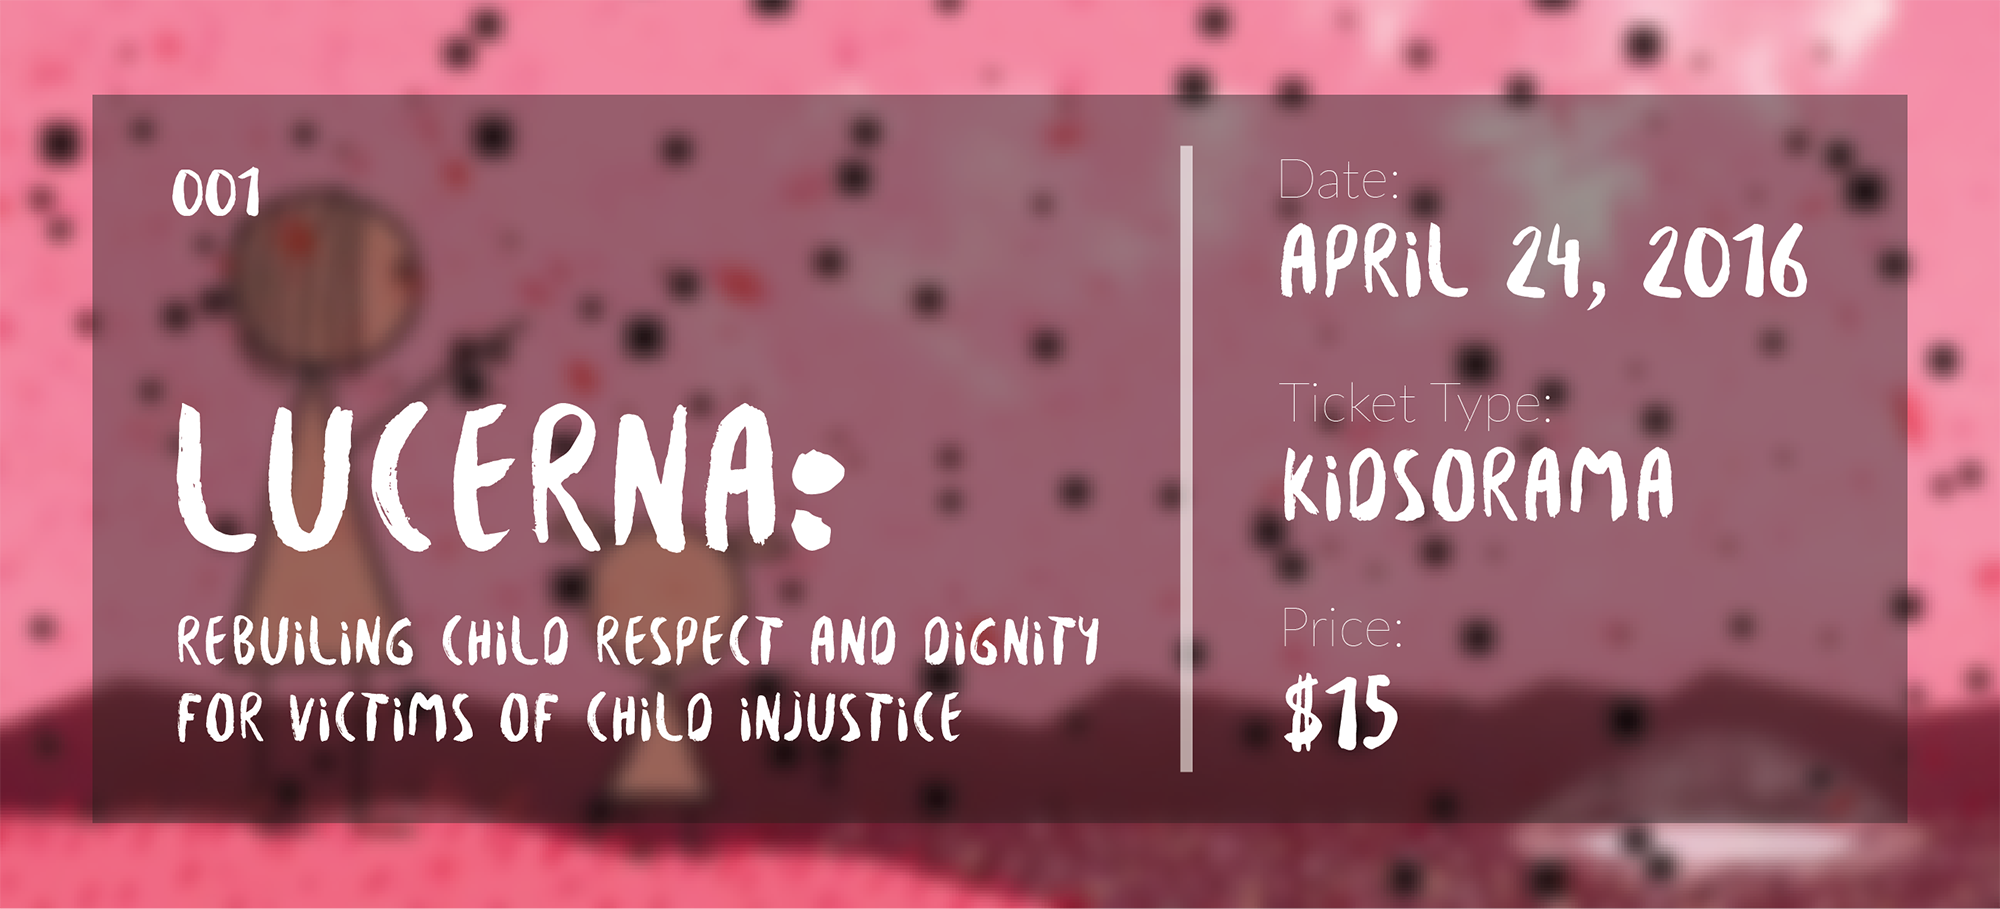 001
LUCERNA:
REBUiLiNG CHiLD RESPECT AND DiGNiTY
FOR ViCTiMS OF CHiLD iNJUSTiCE
Date:
APRiL 24, 2016
Ticket Type:
KiDSORAMA
Price:
$15